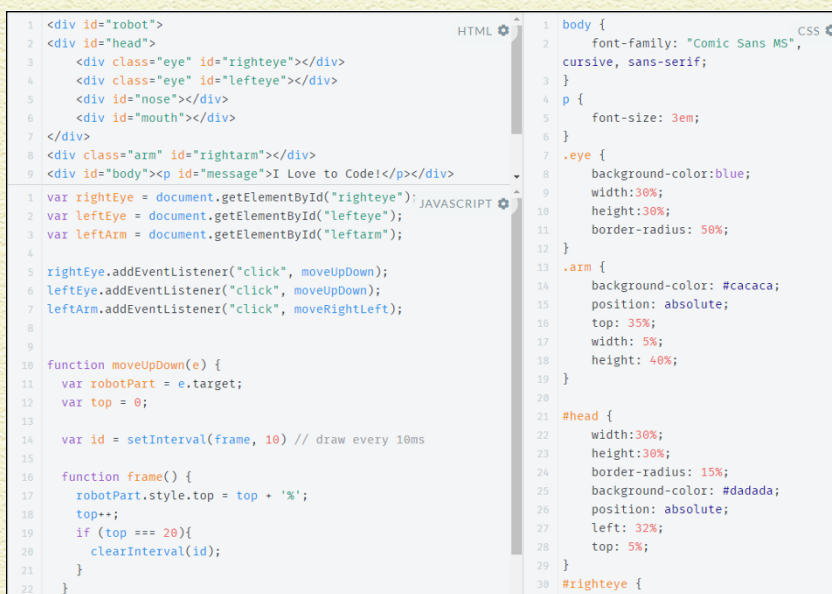 HTML
1 <div id="robot">
2 <div id="head">
3 <div class="eye" id="righteye"></div>
4 <div class="eye" id="lefteye"></div>
5 <div id="nose"></div>
6 <div id="mouth"></div>
7 </div>
8 <div class="arm" id="rightarm"></div>
9 <div id="body"><p id="message">I Love to Code!</p></div>
JAVASCRIPT
1 var rightEye = document.getElementById("righteye");
2 var leftEye = document.getElementById("lefteye");
3 var leftArm = document.getElementById("leftarm");
4
5 rightEye.addEventListener("click", moveUpDown);
6 leftEye.addEventListener("click", moveUpDown);
7 leftArm.addEventListener("click", moveRightLeft);
8
9
10 function moveUpDown(e) {
11 var robotPart = e.target;
12 var top = 0;
13
14 var id = setInterval(frame, 10) // draw every 10ms
15
16 function frame() {
17 robotPart.style.top = top + '%';
18 top++;
19 if (top === 20){
20 clearInterval(id);
21 }
22 }
CSS
1 body {
2 font-family: "Comic Sans MS",
cursive, sans-serif;
3 }
4 p {
5 font-size: 3em;
6 }
7 .eye {
8 background-color:blue;
9 width:30%;
10 height:30%;
11 border-radius: 50%;
12 }
13 .arm {
14 background-color: #cacaca;
15 position: absolute;
16 top: 35%;
17 width: 5%;
18 height: 40%;
19 }
20
21 #head {
22 width:30%;
23 height:30%;
24 border-radius: 15%;
25 background-color: #dadada;
26 position: absolute;
27 left: 32%;
28 top: 5%;
29 }
30 #righteye {